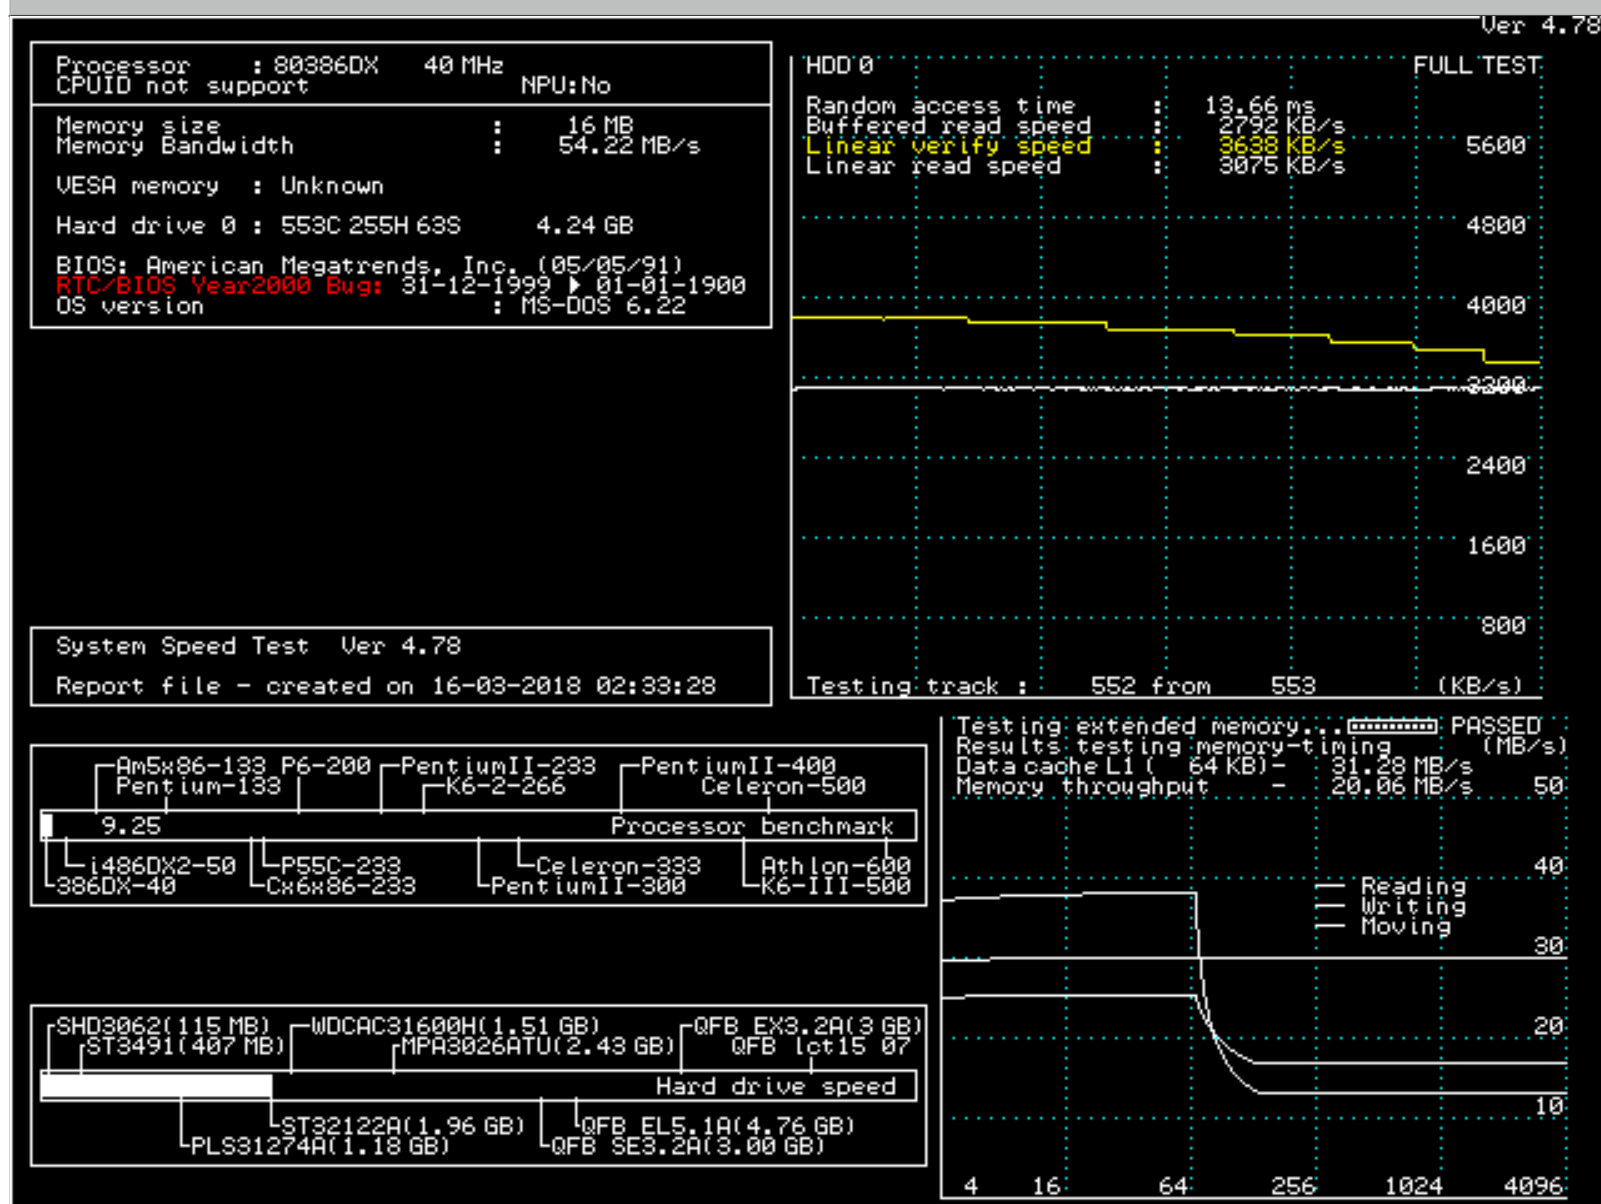 Ver 4.78
Processor : 80386DX 40 MHz
CPUID not support NPU:No
Memory size : 16 MB
Memory Bandwidth : 54.22 MB/s
VESA memory : Unknown
Hard drive 0 : 553C 255H 63S 4.24 GB
BIOS: American Megatrends, Inc. (05/05/91)
RTC/BIOS Year2000 Bug: 31-12-1999 ▶ 01-01-1900
OS version : MS-DOS 6.22
HDD 0 FULL TEST
Random access time : 13.66 ms
Buffered read speed : 2792 KB/s
Linear verify speed : 3638 KB/s
Linear read speed : 3075 KB/s
5600
4800
4000
3200
2400
1600
800
Testing track : 552 from 553 (KB/s)
System Speed Test Ver 4.78
Report file - created on 16-03-2018 02:33:28
Am5x86-133 P6-200 PentiumII-233 PentiumII-400
Pentium-133 K6-2-266 Celeron-500
9.25 Processor benchmark
i486DX2-50 P55C-233 Celeron-333 Athlon-600
386DX-40 Cx6x86-233 PentiumII-300 K6-III-500
SHD3062(115 MB) WDCAC31600H(1.51 GB) QFB EX3.2A(3 GB)
ST3491(407 MB) MPA3026ATU(2.43 GB) QFB lct15 07
Hard drive speed
ST32122A(1.96 GB) QFB EL5.1A(4.76 GB)
PLS31274A(1.18 GB) QFB SE3.2A(3.00 GB)
Testing extended memory... PASSED
Results testing memory-timing (MB/s)
Data cache L1 ( 64 KB)- 31.28 MB/s
Memory throughput - 20.06 MB/s 50
40
Reading
Writing
Moving
30
20
10
4 16 64 256 1024 4096